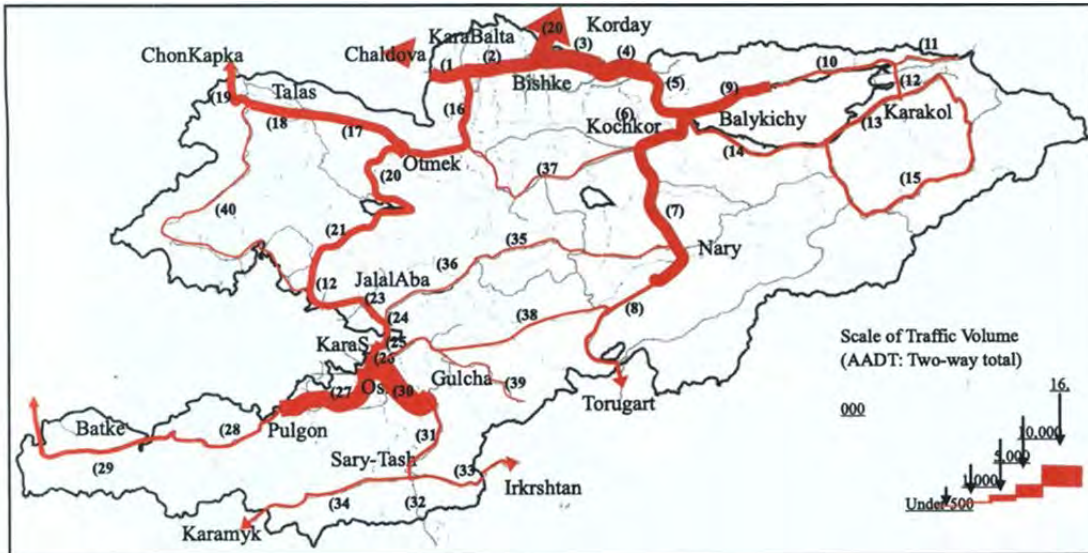 (20
Korday
KaraBalta
ChonKapka
Chaldova
(3)
(4)
(11
(1
(2)
(10
Bishke
(5)
(9)
(12
(19
Talas
(16
(6)
Balykichy
Karakol
(18
(17
Kochkor
(13
Otmek
(14
(20
(37
(15
(40
(7)
(21
(35
Nary
(36
JalalAba
(12
(23
(8)
(24
(38
Scale of Traffic Volume
KaraS
(25
(AADT: Two-way total)
(26
Gulcha
16.
(27
Os
(30
(39
Torugart
000
Batke
Pulgon
10,000
(28
(31
5,000
(29
Sary-Tash
(33
1,000
Irkrshtan
(34
(32
Under 500
Karamyk